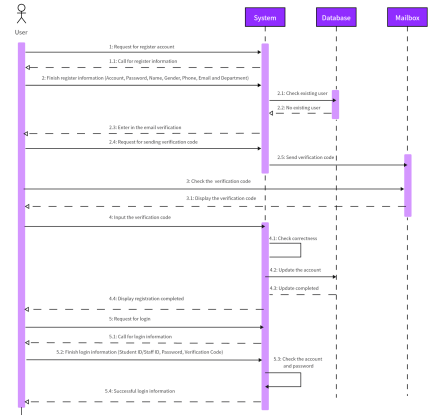 System
Database
Mailbox
User
1: Request for register account
1.1: Call for register information
2: Finish register information (Account, Password, Name, Gender, Phone, Email and Department)
2.1: Check existing user
2.2: No existing user
2.3: Enter in the email verification
2.4: Request for sending verification code
2.5: Send verification code
3: Check the verification code
3.1: Display the verification code
4: Input the verification code
4.1: Check correctness
4.2: Update the account
4.3: Update completed
4.4: Display registration completed
5: Request for login
5.1: Call for login information
5.2: Finish login information (Student ID/Staff ID, Password, Verification Code)
5.3: Check the account
and password
5.4: Successful login information